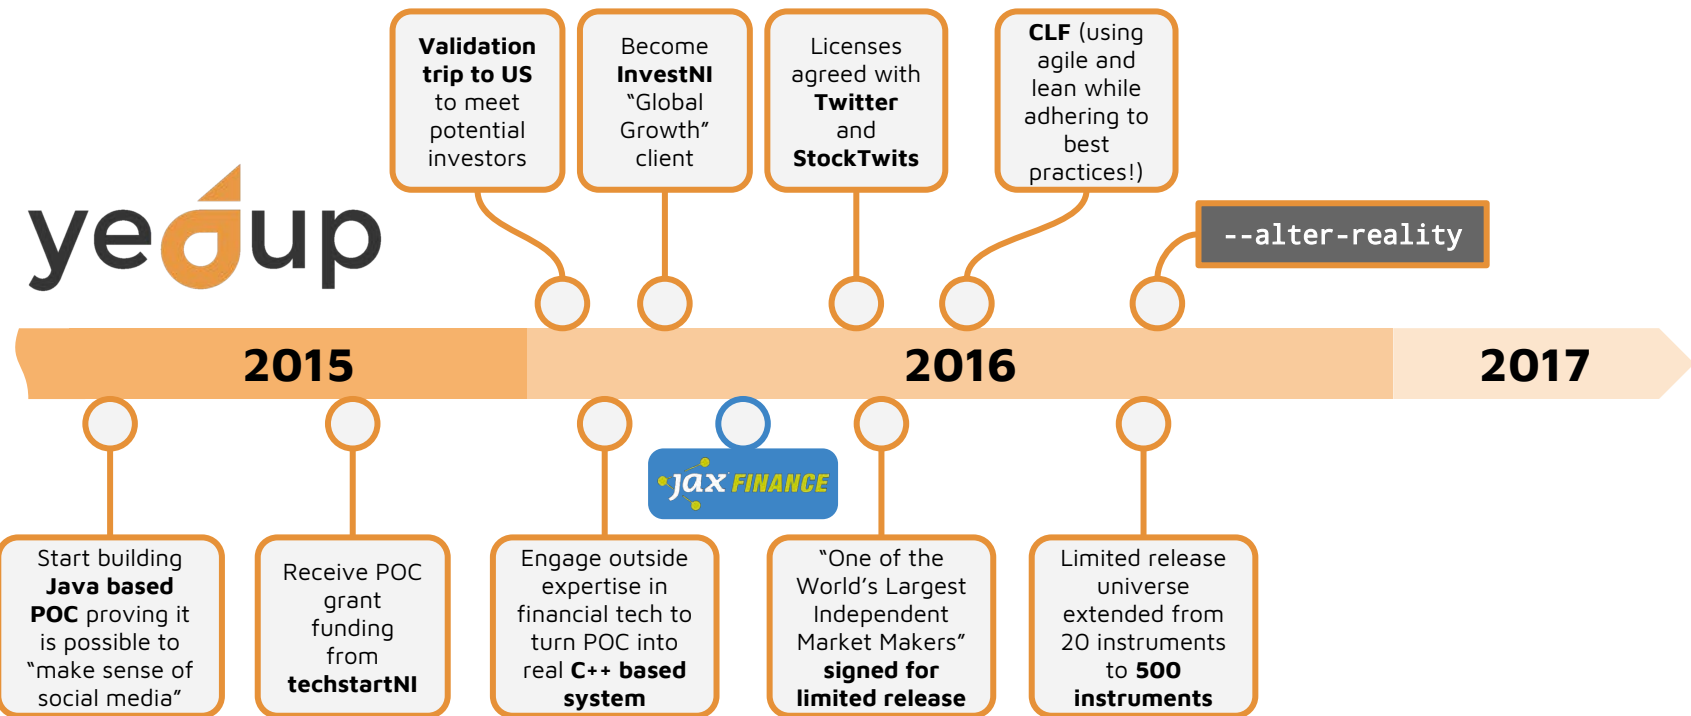 Validation
trip to US
to meet
potential
investors
Become
InvestNI
“Global
Growth”
client
Licenses
agreed with
Twitter
and
StockTwits
CLF (using
agile and
lean while
adhering to
best
practices!)
yedup
--alter-reality
2015
2016
2017
jax FINANCE
Start building
Java based
POC proving it
is possible to
“make sense of
social media”
Receive POC
grant
funding
from
techstartNI
Engage outside
expertise in
financial tech to
turn POC into
real C++ based
system
“One of the
World’s Largest
Independent
Market Makers”
signed for
limited release
Limited release
universe
extended from
20 instruments
to 500
instruments